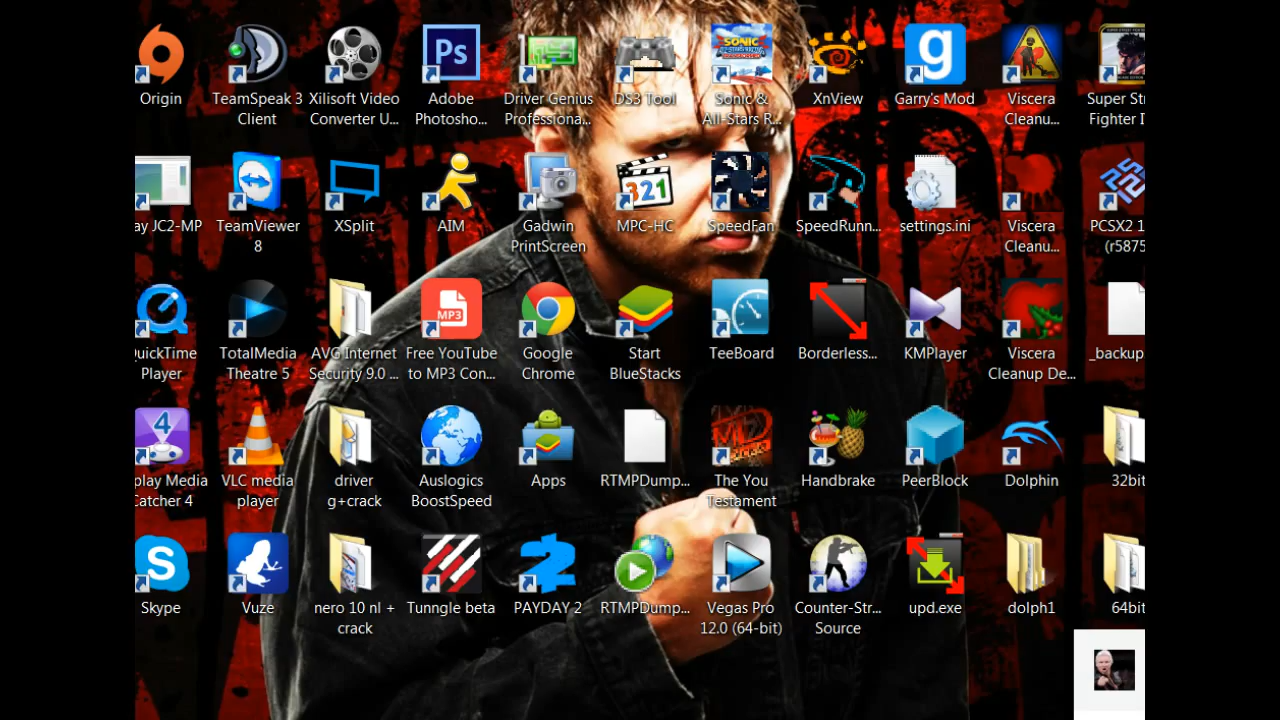 Origin
TeamSpeak 3
Client
Xilisoft Video
Converter U...
Ps
Adobe
Photosho...
Driver Genius
Professiona...
DS3 Tool
Sonic &
All-Stars R...
XnView
g
Garry's Mod
Viscera
Cleanu...
Super Str
Fighter I
ay JC2-MP
TeamViewer
8
XSplit
AIM
Gadwin
PrintScreen
321
MPC-HC
SpeedFan
SpeedRunn...
settings.ini
Viscera
Cleanu...
PCSX2 1
(r5875
QuickTime
Player
TotalMedia
Theatre 5
AVG Internet
Security 9.0 ...
MP3
Free YouTube
to MP3 Con...
Google
Chrome
Start
BlueStacks
TeeBoard
Borderless...
KMPlayer
Viscera
Cleanup De...
_backup
4
play Media
Catcher 4
VLC media
player
driver
g+crack
Auslogics
BoostSpeed
Apps
RTMPDump...
The You
Testament
Handbrake
PeerBlock
Dolphin
32bit
S
Skype
Vuze
nero 10 nl +
crack
Tunngle beta
2
PAYDAY 2
RTMPDump...
Vegas Pro
12.0 (64-bit)
Counter-Str...
Source
upd.exe
dolph1
64bit